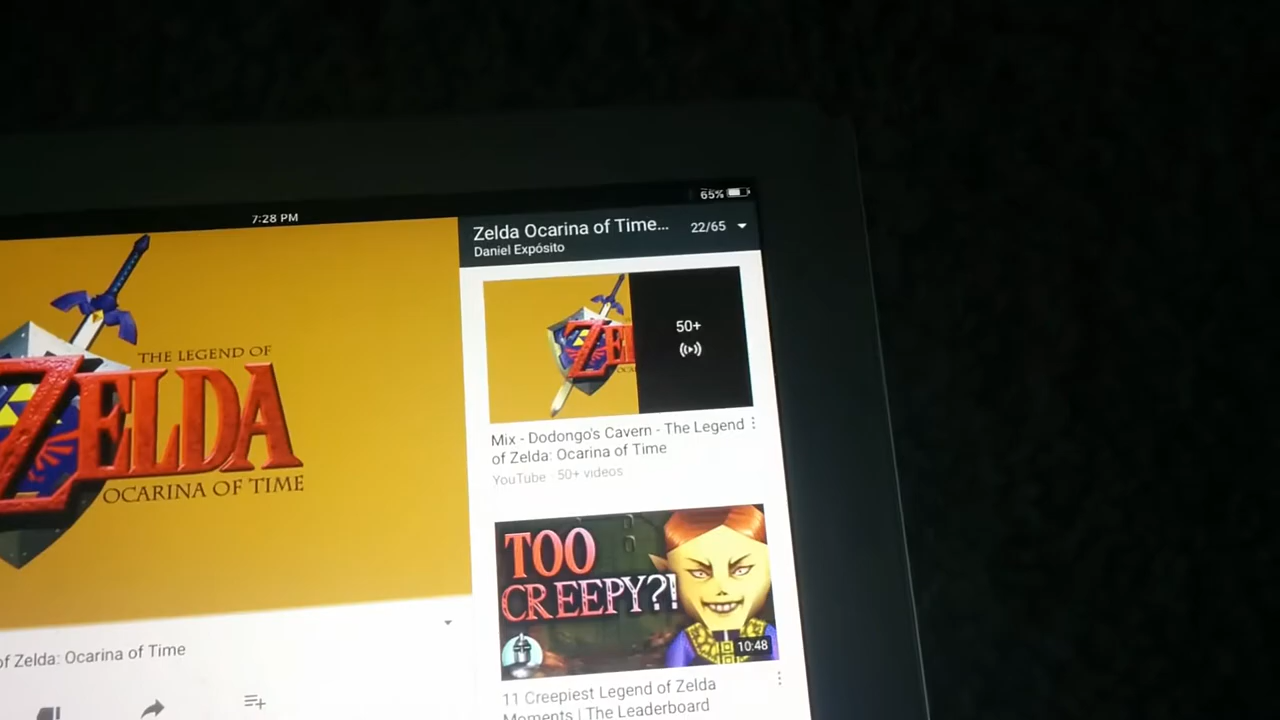 65%
7:28 PM
Zelda Ocarina of Time... 22/65
Daniel Expósito
THE LEGEND OF
ZELDA
OCARINA OF TIME
of Zelda: Ocarina of Time
50+
Mix - Dodongo's Cavern - The Legend
of Zelda: Ocarina of Time
YouTube · 50+ videos
TOO
CREEPY?!
10:48
11 Creepiest Legend of Zelda
Moments | The Leaderboard